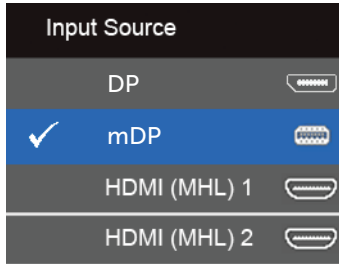 Input Source
DP
mDP
HDMI (MHL) 1
HDMI (MHL) 2